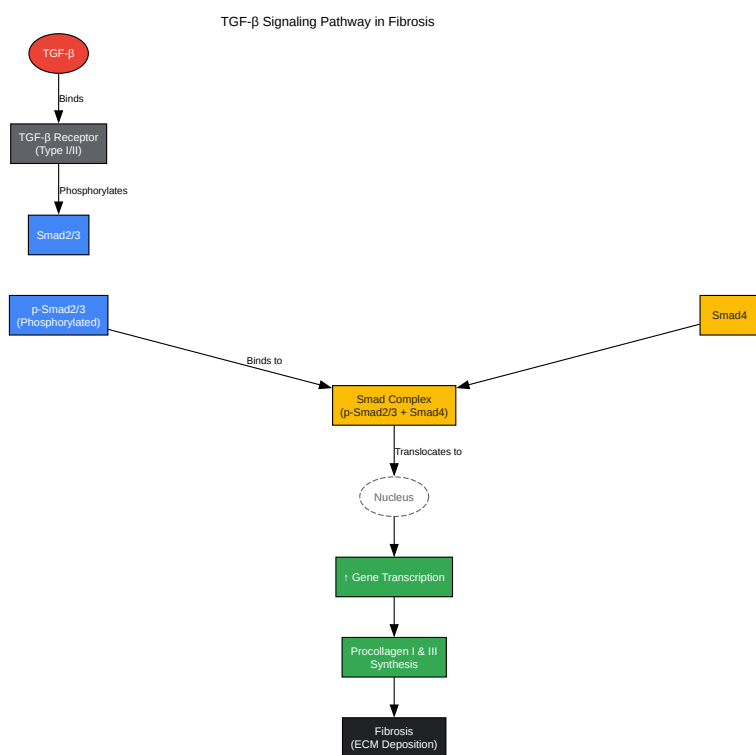 TGF-β Signaling Pathway in Fibrosis
TGF-β
Binds
TGF-β Receptor
(Type I/II)
Phosphorylates
Smad2/3
p-Smad2/3
(Phosphorylated)
Smad4
Binds to
Smad Complex
(p-Smad2/3 + Smad4)
Translocates to
Nucleus
↑ Gene Transcription
Procollagen I & III
Synthesis
Fibrosis
(ECM Deposition)